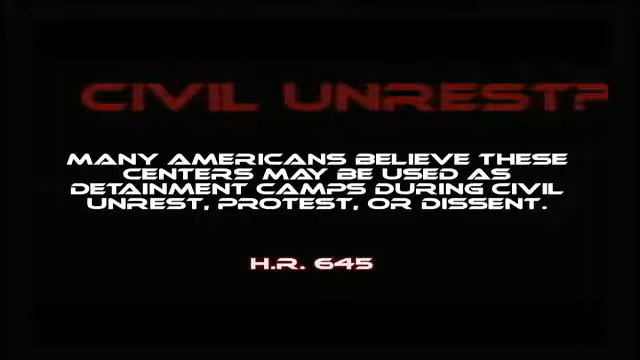 CIVIL UNREST?
MANY AMERICANS BELIEVE THESE
CENTERS MAY BE USED AS
DETAINMENT CAMPS DURING CIVIL
UNREST, PROTEST, OR DISSENT.
H.R. 645